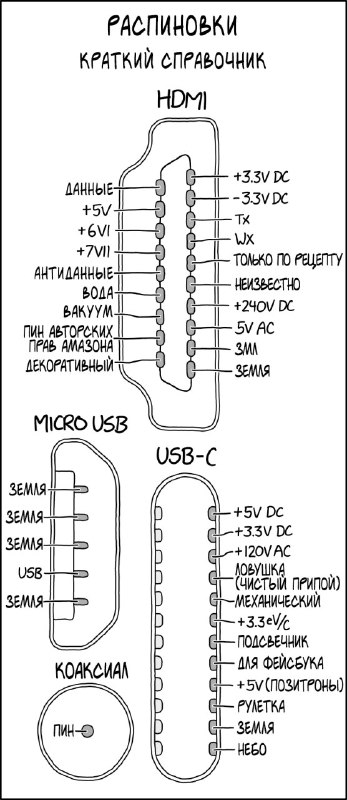 РАСПИНОВКИ
КРАТКИЙ СПРАВОЧНИК
HDMI
ДАННЫЕ
+5V
+6VI
+7VII
АНТИДАННЫЕ
ВОДА
ВАКУУМ
ПИН АВТОРСКИХ
ПРАВ АМАЗОНА
ДЕКОРАТИВНЫЙ
+3.3V DC
-3.3V DC
Tx
Wx
ТОЛЬКО ПО РЕЦЕПТУ
НЕИЗВЕСТНО
+240V DC
5V AC
ЗМЛ
ЗЕМЛЯ
MICRO USB
ЗЕМЛЯ
ЗЕМЛЯ
ЗЕМЛЯ
USB
ЗЕМЛЯ
USB-C
+5V DC
+3.3V DC
+120V AC
ЛОВУШКА
(ЧИСТЫЙ ПРИПОЙ)
МЕХАНИЧЕСКИЙ
+3.3eV/c
ПОДСВЕЧНИК
ДЛЯ ФЕЙСБУКА
+5V (ПОЗИТРОНЫ)
РУЛЕТКА
ЗЕМЛЯ
НЕБО
КОАКСИАЛ
ПИН